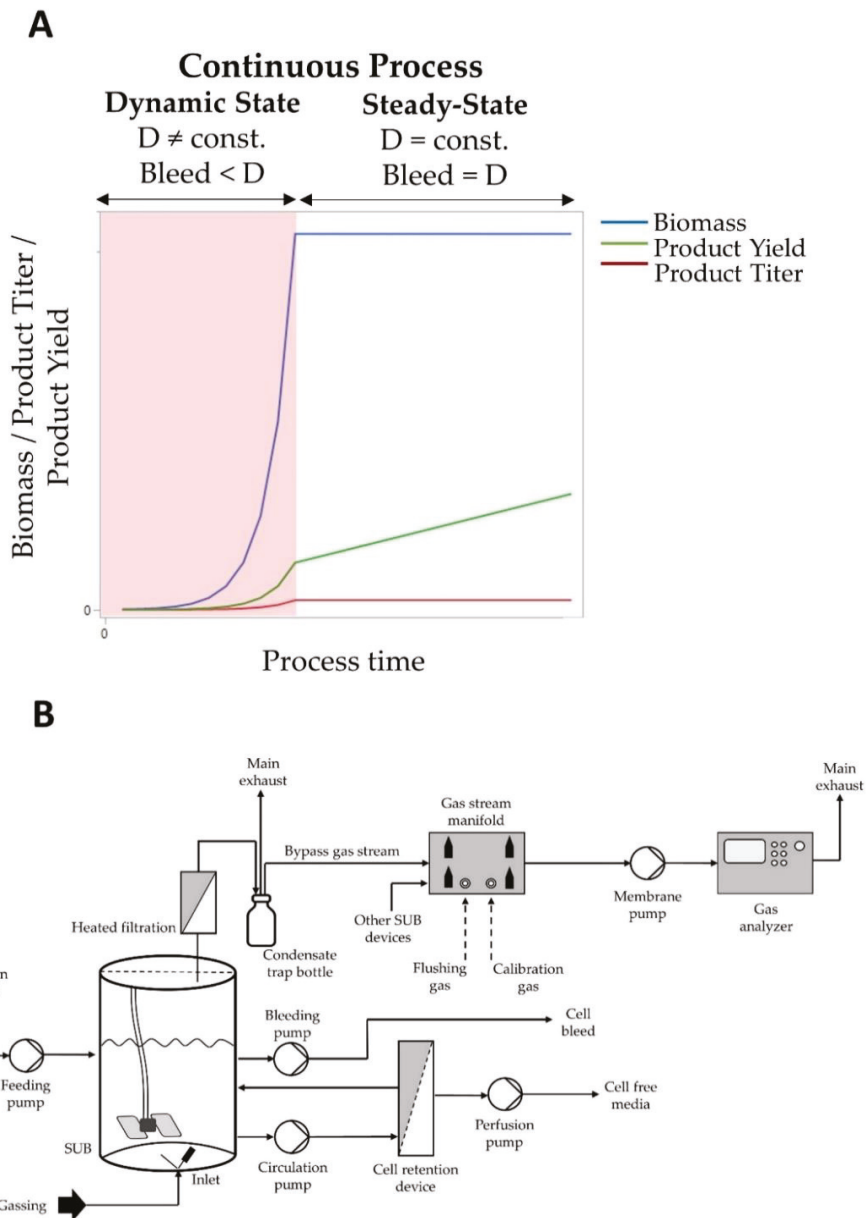 A
Continuous Process
Dynamic State
D ≠ const.
Bleed < D
Steady-State
D = const.
Bleed = D
Biomass / Product Titer /
Product Yield
Biomass
Product Yield
Product Titer
0
0
Process time
B
Main
exhaust
Main
exhaust
Gas stream
manifold
Bypass gas stream
Heated filtration
Other SUB
devices
Membrane
pump
Gas
analyzer
Condensate
trap bottle
Flushing
gas
Calibration
gas
n
Bleeding
pump
Cell
bleed
Feeding
pump
Cell free
media
Perfusion
pump
SUB
Inlet
Circulation
pump
Cell retention
device
Gassing